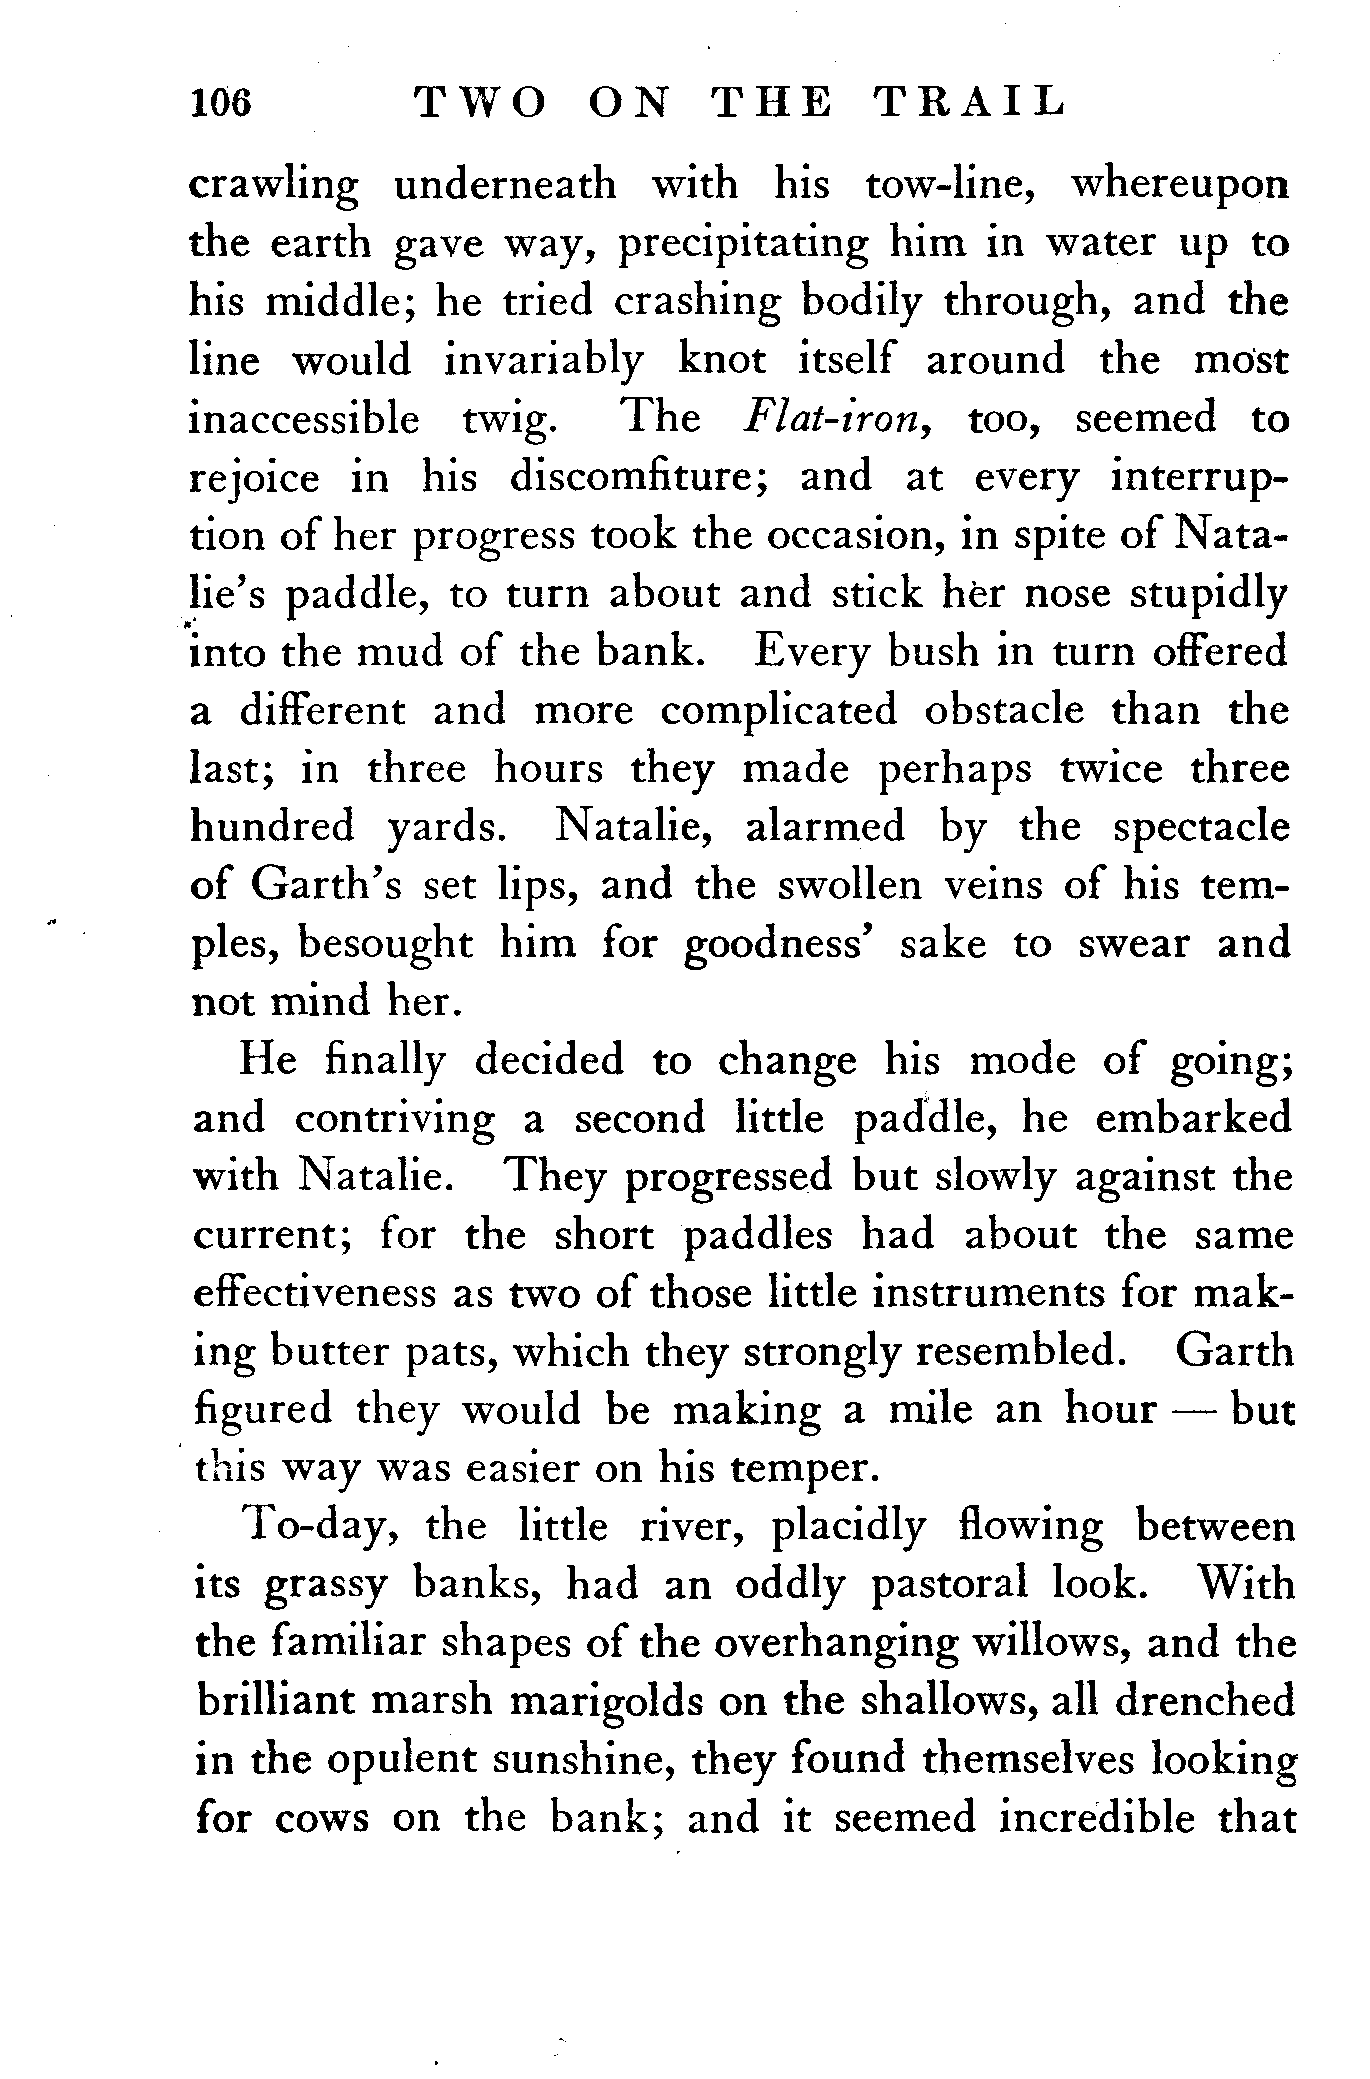 106 TWO ON THE TRAIL
crawling underneath with his tow-line, whereupon
the earth gave way, precipitating him in water up to
his middle; he tried crashing bodily through, and the
line would invariably knot itself around the most
inaccessible twig. The Flat-iron, too, seemed to
rejoice in his discomfiture; and at every interrup-
tion of her progress took the occasion, in spite of Nata-
lie's paddle, to turn about and stick her nose stupidly
into the mud of the bank. Every bush in turn offered
a different and more complicated obstacle than the
last; in three hours they made perhaps twice three
hundred yards. Natalie, alarmed by the spectacle
of Garth's set lips, and the swollen veins of his tem-
ples, besought him for goodness' sake to swear and
not mind her.
He finally decided to change his mode of going;
and contriving a second little paddle, he embarked
with Natalie. They progressed but slowly against the
current; for the short paddles had about the same
effectiveness as two of those little instruments for mak-
ing butter pats, which they strongly resembled. Garth
figured they would be making a mile an hour — but
this way was easier on his temper.
To-day, the little river, placidly flowing between
its grassy banks, had an oddly pastoral look. With
the familiar shapes of the overhanging willows, and the
brilliant marsh marigolds on the shallows, all drenched
in the opulent sunshine, they found themselves looking
for cows on the bank; and it seemed incredible that